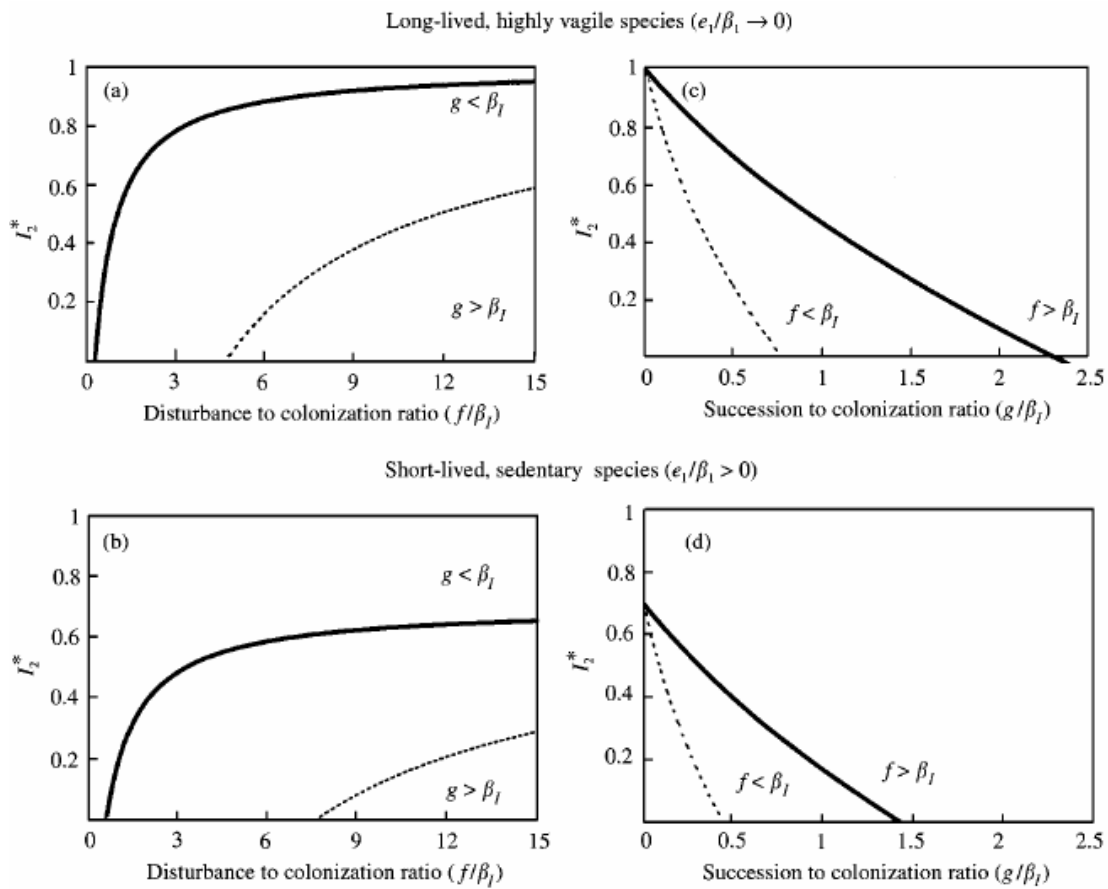 Long-lived, highly vagile species (e₁/β₁ → 0)
(a)
1
0.8
0.6
0.4
0.2
I₂*
g < β_I
g > β_I
0 3 6 9 12 15
Disturbance to colonization ratio (f/β_I)
(c)
1
0.8
0.6
0.4
0.2
I₂*
f < β_I
f > β_I
0 0.5 1 1.5 2 2.5
Succession to colonization ratio (g/β_I)
Short-lived, sedentary species (e₁/β₁ > 0)
(b)
1
0.8
0.6
0.4
0.2
I₂*
g < β_I
g > β_I
0 3 6 9 12 15
Disturbance to colonization ratio (f/β_I)
(d)
1
0.8
0.6
0.4
0.2
I₂*
f < β_I
f > β_I
0 0.5 1 1.5 2 2.5
Succession to colonization ratio (g/β_I)